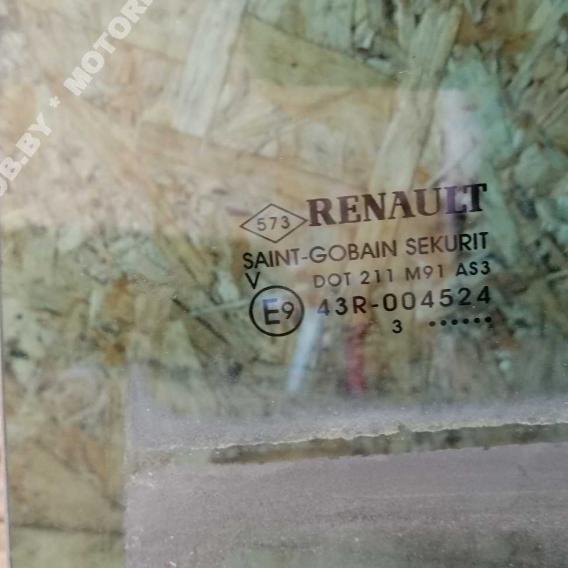 573 RENAULT
SAINT-GOBAIN SEKURIT
V DOT 211 M91 AS3
E9 43R-004524
3 ••••••